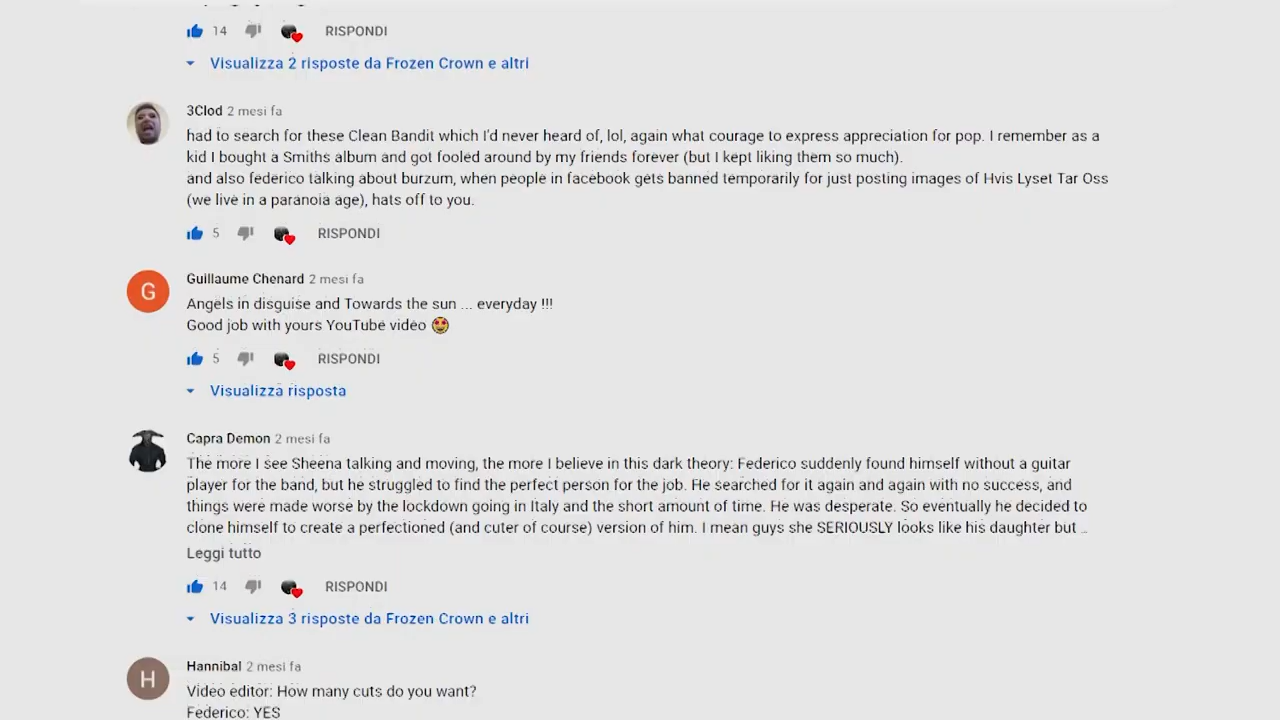 14 RISPONDI
Visualizza 2 risposte da Frozen Crown e altri
3Clod 2 mesi fa
had to search for these Clean Bandit which I'd never heard of, lol, again what courage to express appreciation for pop. I remember as a
kid I bought a Smiths album and got fooled around by my friends forever (but I kept liking them so much).
and also federico talking about burzum, when people in facebook gets banned temporarily for just posting images of Hvis Lyset Tar Oss
(we live in a paranoia age), hats off to you.
5 RISPONDI
G
Guillaume Chenard 2 mesi fa
Angels in disguise and Towards the sun ... everyday !!!
Good job with yours YouTube video
5 RISPONDI
Visualizza risposta
Capra Demon 2 mesi fa
The more I see Sheena talking and moving, the more I believe in this dark theory: Federico suddenly found himself without a guitar
player for the band, but he struggled to find the perfect person for the job. He searched for it again and again with no success, and
things were made worse by the lockdown going in Italy and the short amount of time. He was desperate. So eventually he decided to
clone himself to create a perfectioned (and cuter of course) version of him. I mean guys she SERIOUSLY looks like his daughter but ...
Leggi tutto
14 RISPONDI
Visualizza 3 risposte da Frozen Crown e altri
H
Hannibal 2 mesi fa
Video editor: How many cuts do you want?
Federico: YES